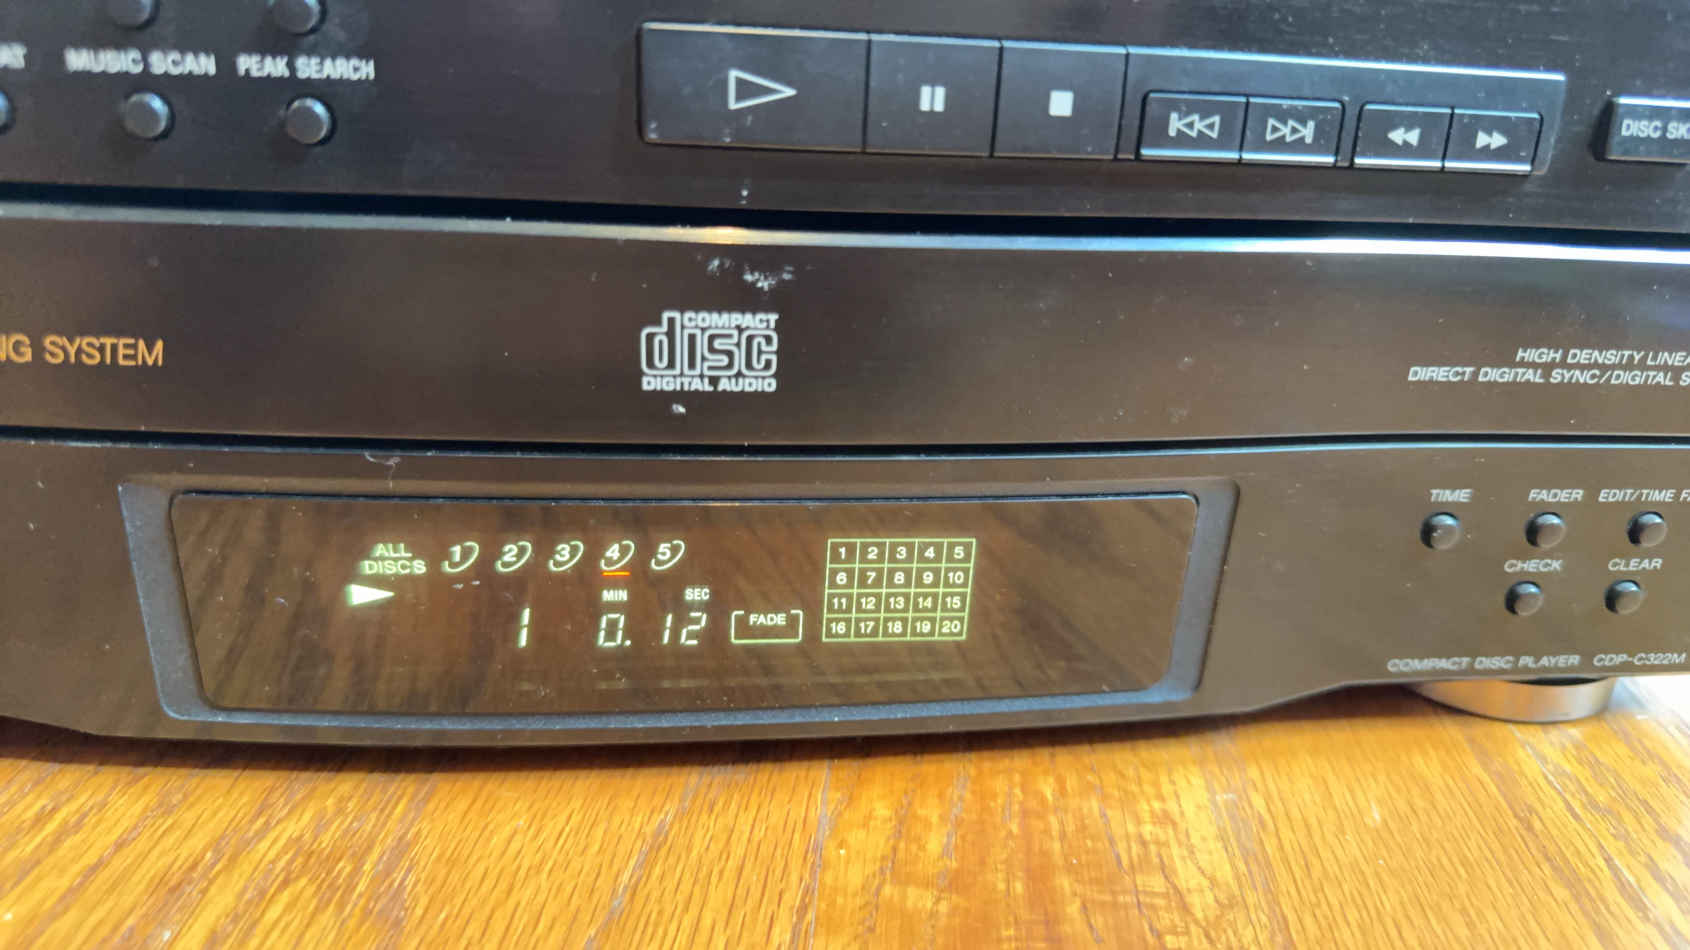 MUSIC SCAN
PEAK SEARCH
SYSTEM
COMPACT
disc
DIGITAL AUDIO
HIGH DENSITY
DIRECT DIGITAL SYNC/DIGITAL
ALL
DISCS
1 2 3 4 5
MIN SEC
1 0.12
FADE
1 2 3 4 5
6 7 8 9 10
11 12 13 14 15
16 17 18 19 20
DISC
TIME FADER EDIT/TIME
CHECK CLEAR
COMPACT DISC PLAYER CDP-C322M